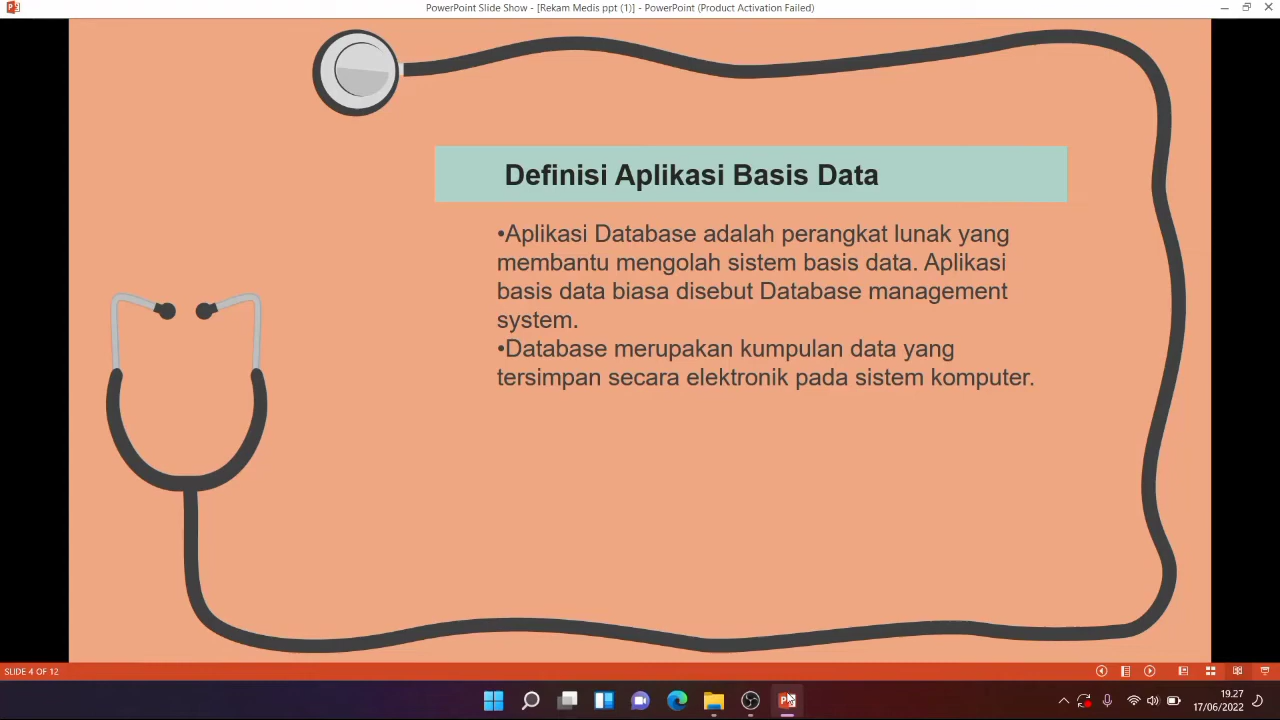 PowerPoint Slide Show - [Rekam Medis ppt (1)] - PowerPoint (Product Activation Failed)
Definisi Aplikasi Basis Data
•Aplikasi Database adalah perangkat lunak yang
membantu mengolah sistem basis data. Aplikasi
basis data biasa disebut Database management
system.
•Database merupakan kumpulan data yang
tersimpan secara elektronik pada sistem komputer.
SLIDE 4 OF 12
19.27
17/06/2022